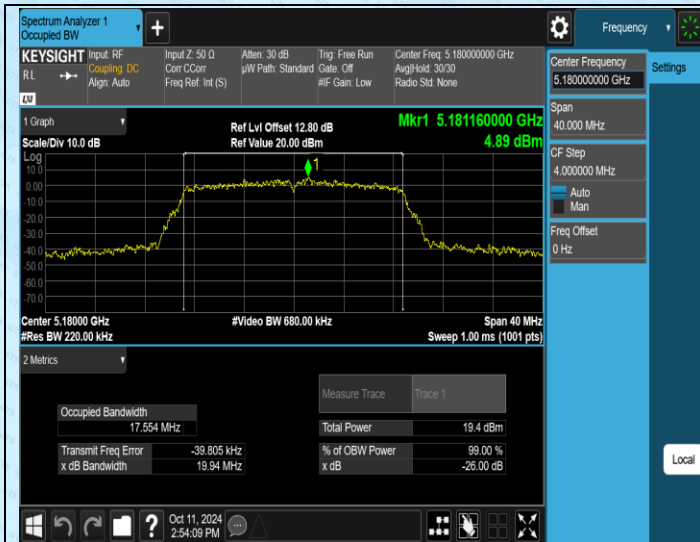 Spectrum Analyzer 1
Occupied BW
Frequency
KEYSIGHT
R L
LXI
Input: RF
Coupling: DC
Align: Auto
Input Z: 50 Ω
Corr CCorr
Freq Ref: Int (S)
Atten: 30 dB
µW Path: Standard
Trig: Free Run
Gate: Off
#IF Gain: Low
Center Freq: 5.180000000 GHz
Avg|Hold: 30/30
Radio Std: None
Center Frequency
5.180000000 GHz
Settings
Span
40.000 MHz
CF Step
4.000000 MHz
Auto
Man
Freq Offset
0 Hz
Local
1 Graph
Scale/Div 10.0 dB
Ref Lvl Offset 12.80 dB
Ref Value 20.00 dBm
Mkr1 5.181160000 GHz
4.89 dBm
Log
1
10.0
0.00
-10.0
-20.0
-30.0
-40.0
-50.0
-60.0
-70.0
Center 5.18000 GHz
#Res BW 220.00 kHz
#Video BW 680.00 kHz
Span 40 MHz
Sweep 1.00 ms (1001 pts)
2 Metrics
Measure Trace
Trace 1
Occupied Bandwidth
17.554 MHz
Total Power
19.4 dBm
Transmit Freq Error
-39.805 kHz
% of OBW Power
99.00 %
x dB Bandwidth
19.94 MHz
x dB
-26.00 dB
?
Oct 11, 2024
2:54:09 PM